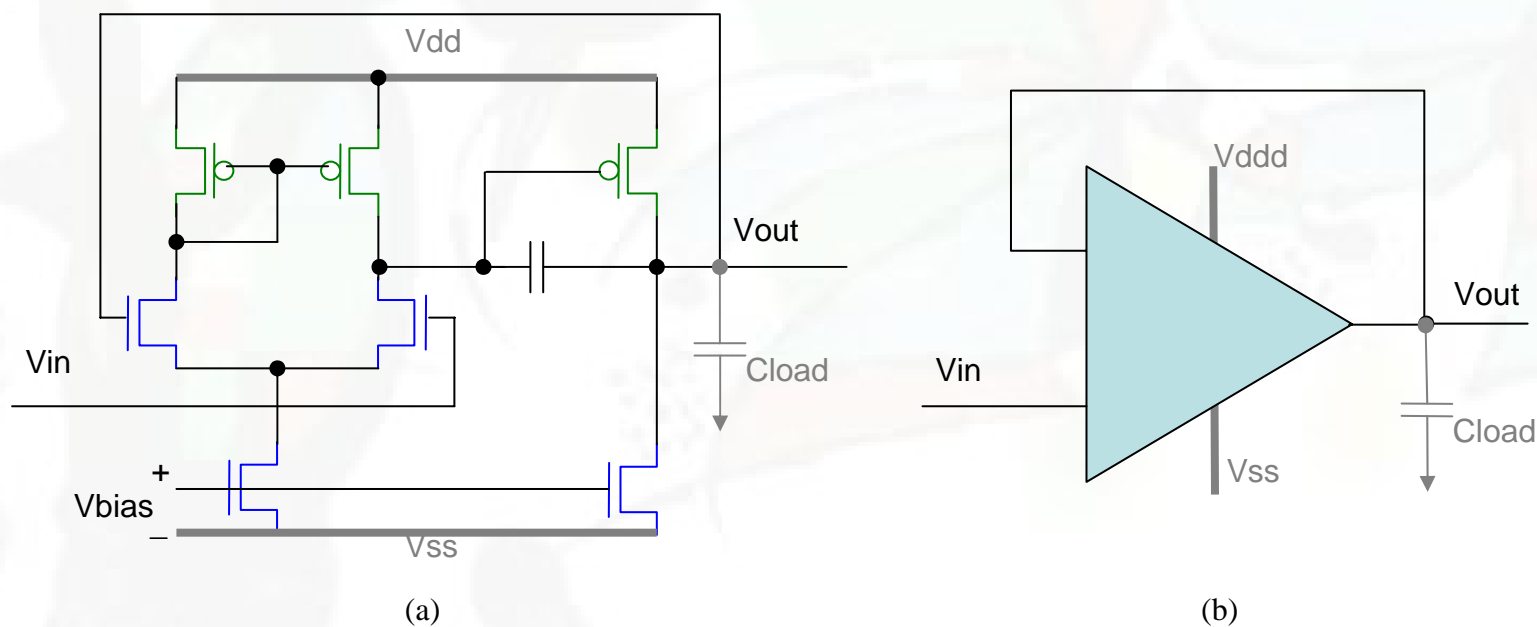 Vdd
Vout
Vin
Cload
+
Vbias
_
Vss
(a)
Vddd
Vout
Vin
Cload
Vss
(b)